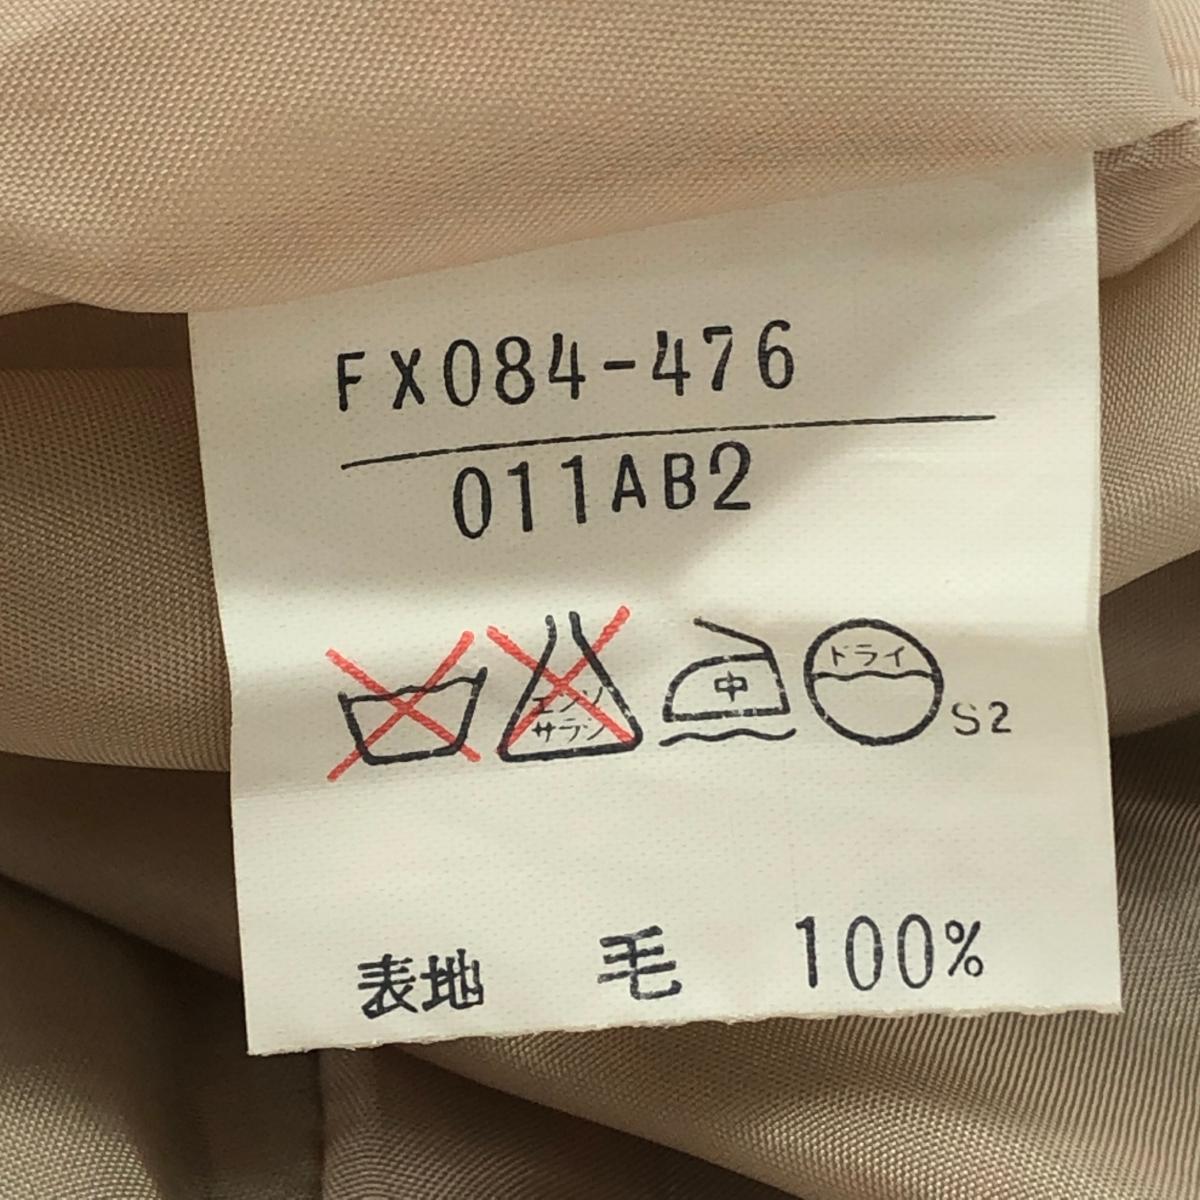 FX084-476
011AB2
エンソ
サラシ
中
ドライ
S2
表地 毛 100%